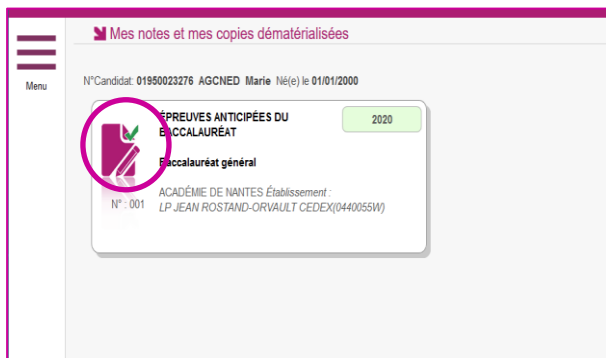 Mes notes et mes copies dématérialisées
Menu
N°Candidat: 01950023276 AGCNED Marie Né(e) le 01/01/2000
ÉPREUVES ANTICIPÉES DU
BACCALAURÉAT
2020
Baccalauréat général
ACADÉMIE DE NANTES Établissement :
N° : 001 LP JEAN ROSTAND-ORVAULT CEDEX(0440055W)